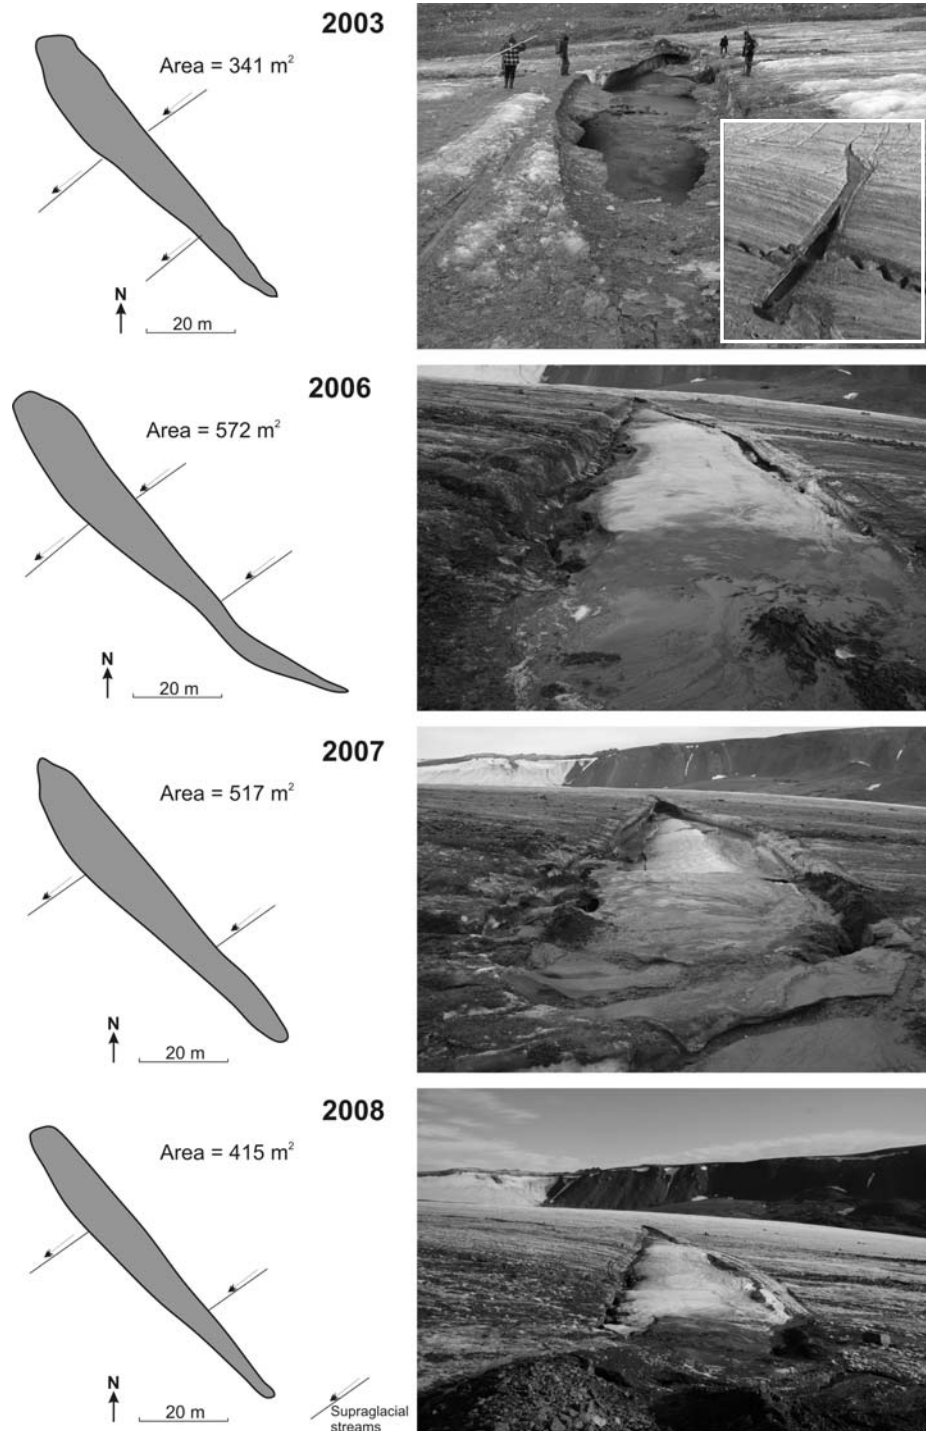 2003
Area = 341 m²
N
20 m
2006
Area = 572 m²
N
20 m
2007
Area = 517 m²
N
20 m
2008
Area = 415 m²
N
20 m
Supraglacial
streams